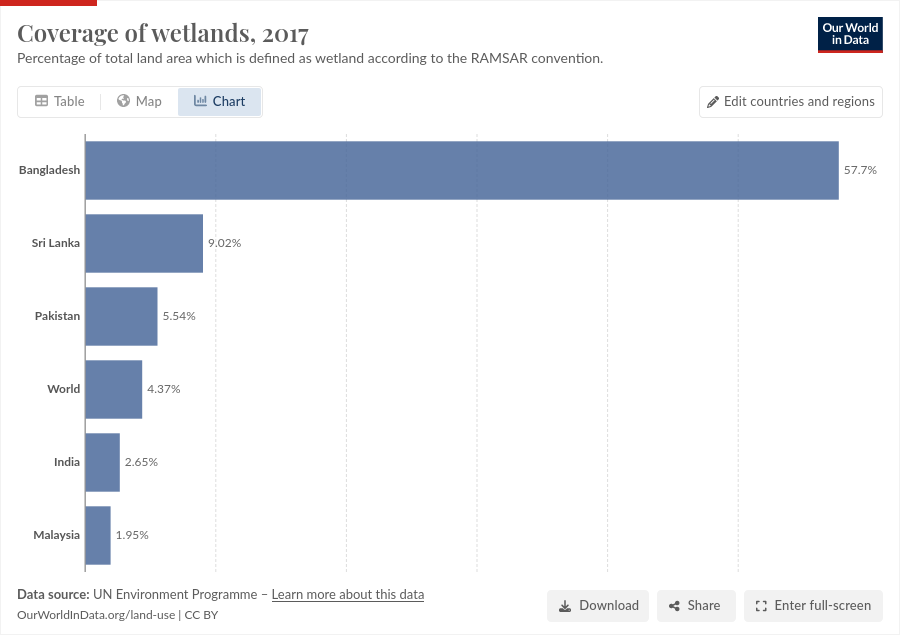 Coverage of wetlands, 2017
Percentage of total land area which is defined as wetland according to the RAMSAR convention.
Our World
in Data
Table
Map
Chart
Edit countries and regions
Bangladesh
57.7%
Sri Lanka
9.02%
Pakistan
5.54%
World
4.37%
India
2.65%
Malaysia
1.95%
Data source: UN Environment Programme – Learn more about this data
OurWorldInData.org/land-use | CC BY
Download
Share
Enter full-screen